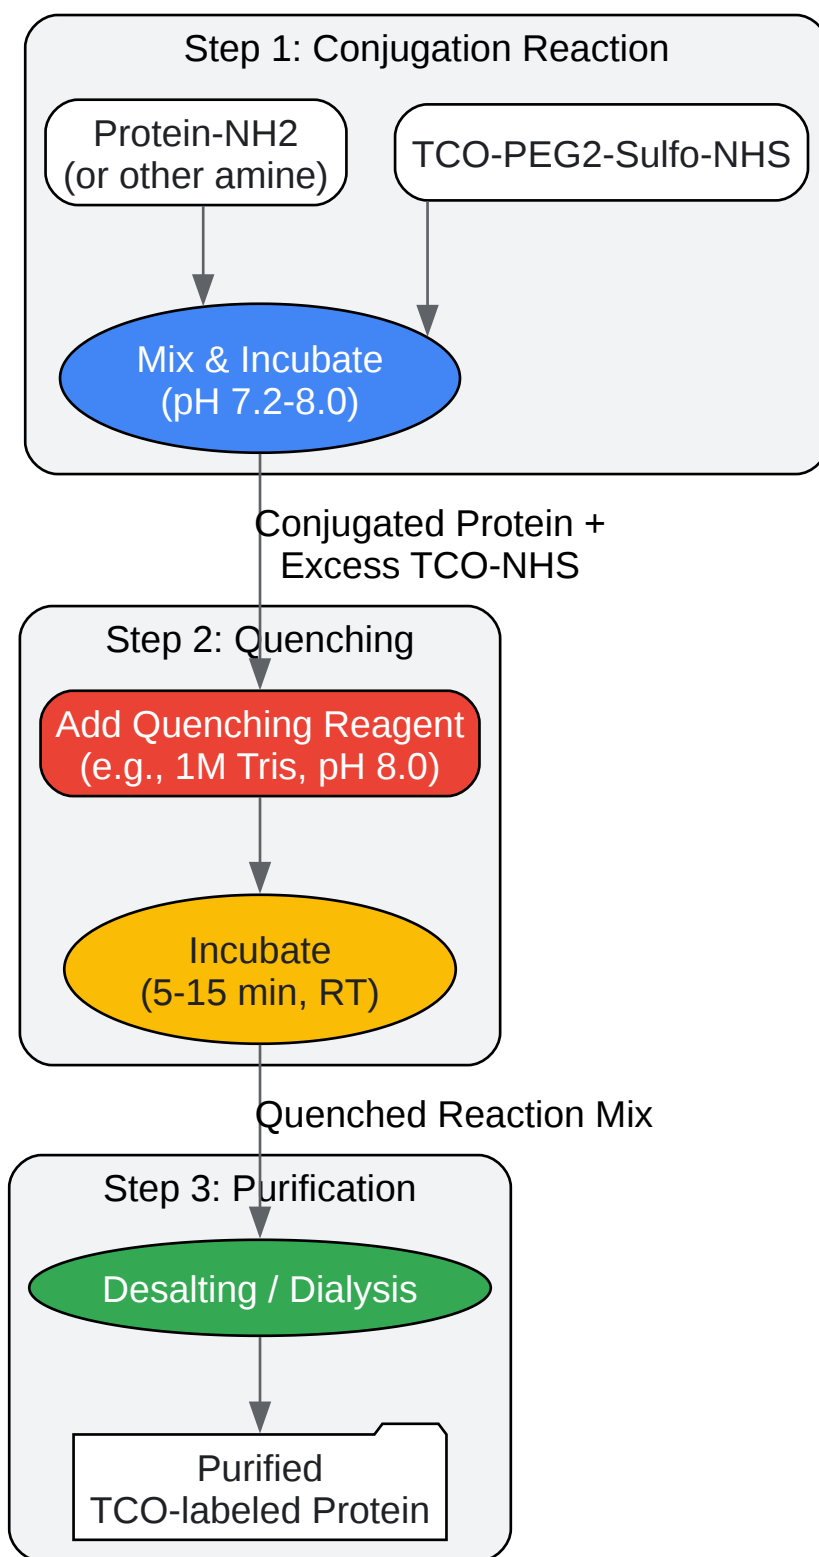 Step 1: Conjugation Reaction
Protein-NH2
(or other amine)
TCO-PEG2-Sulfo-NHS
Mix & Incubate
(pH 7.2-8.0)
Conjugated Protein +
Excess TCO-NHS
Step 2: Quenching
Add Quenching Reagent
(e.g., 1M Tris, pH 8.0)
Incubate
(5-15 min, RT)
Quenched Reaction Mix
Step 3: Purification
Desalting / Dialysis
Purified
TCO-labeled Protein